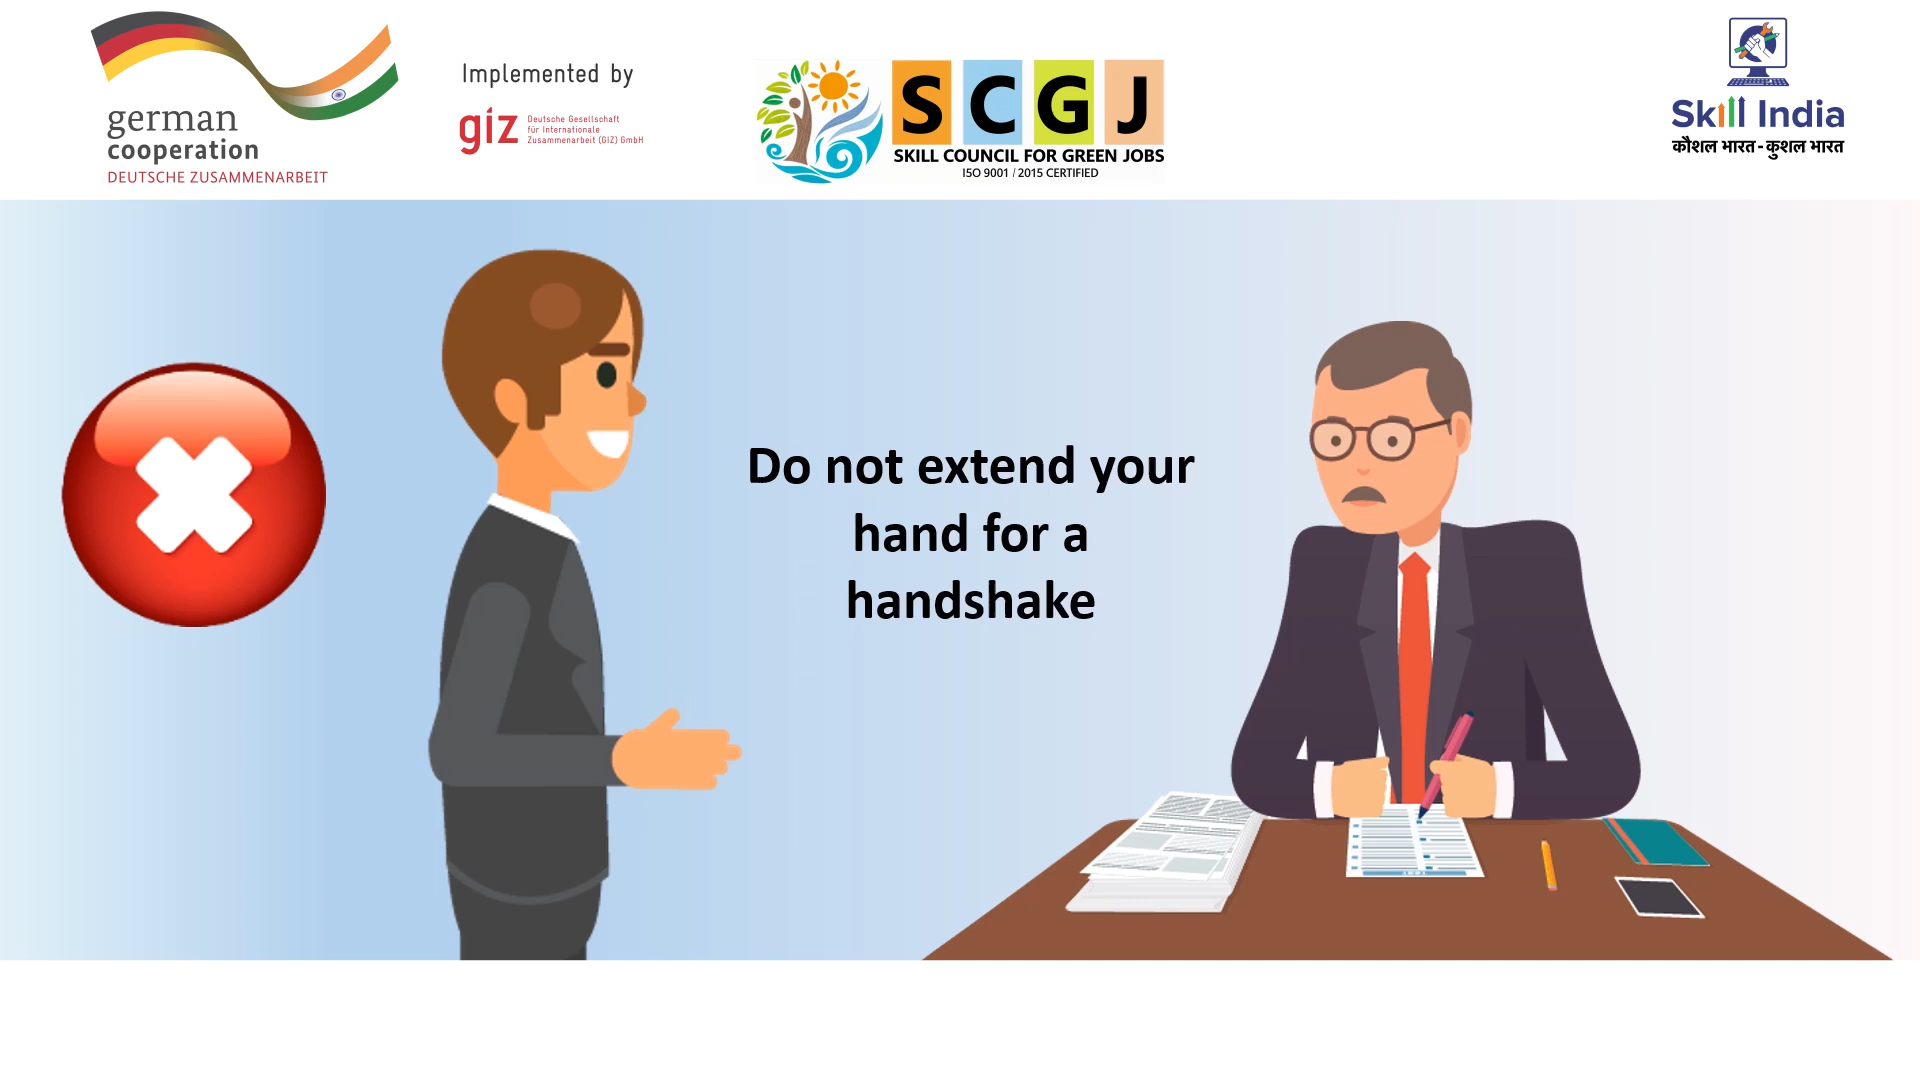 german
cooperation
DEUTSCHE ZUSAMMENARBEIT
Implemented by
giz
Deutsche Gesellschaft
für Internationale
Zusammenarbeit (GIZ) GmbH
SCGJ
SKILL COUNCIL FOR GREEN JOBS
ISO 9001 / 2015 CERTIFIED
Skill India
कौशल भारत-कुशल भारत
Do not extend your
hand for a
handshake